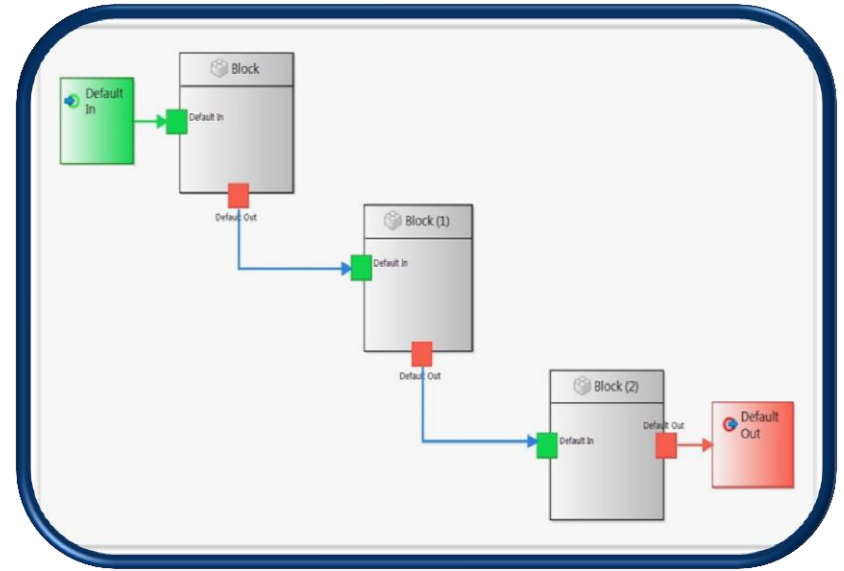 Default
In
Block
Default In
Default Out
Block (1)
Default In
Default Out
Block (2)
Default In
Default Out
Default
Out